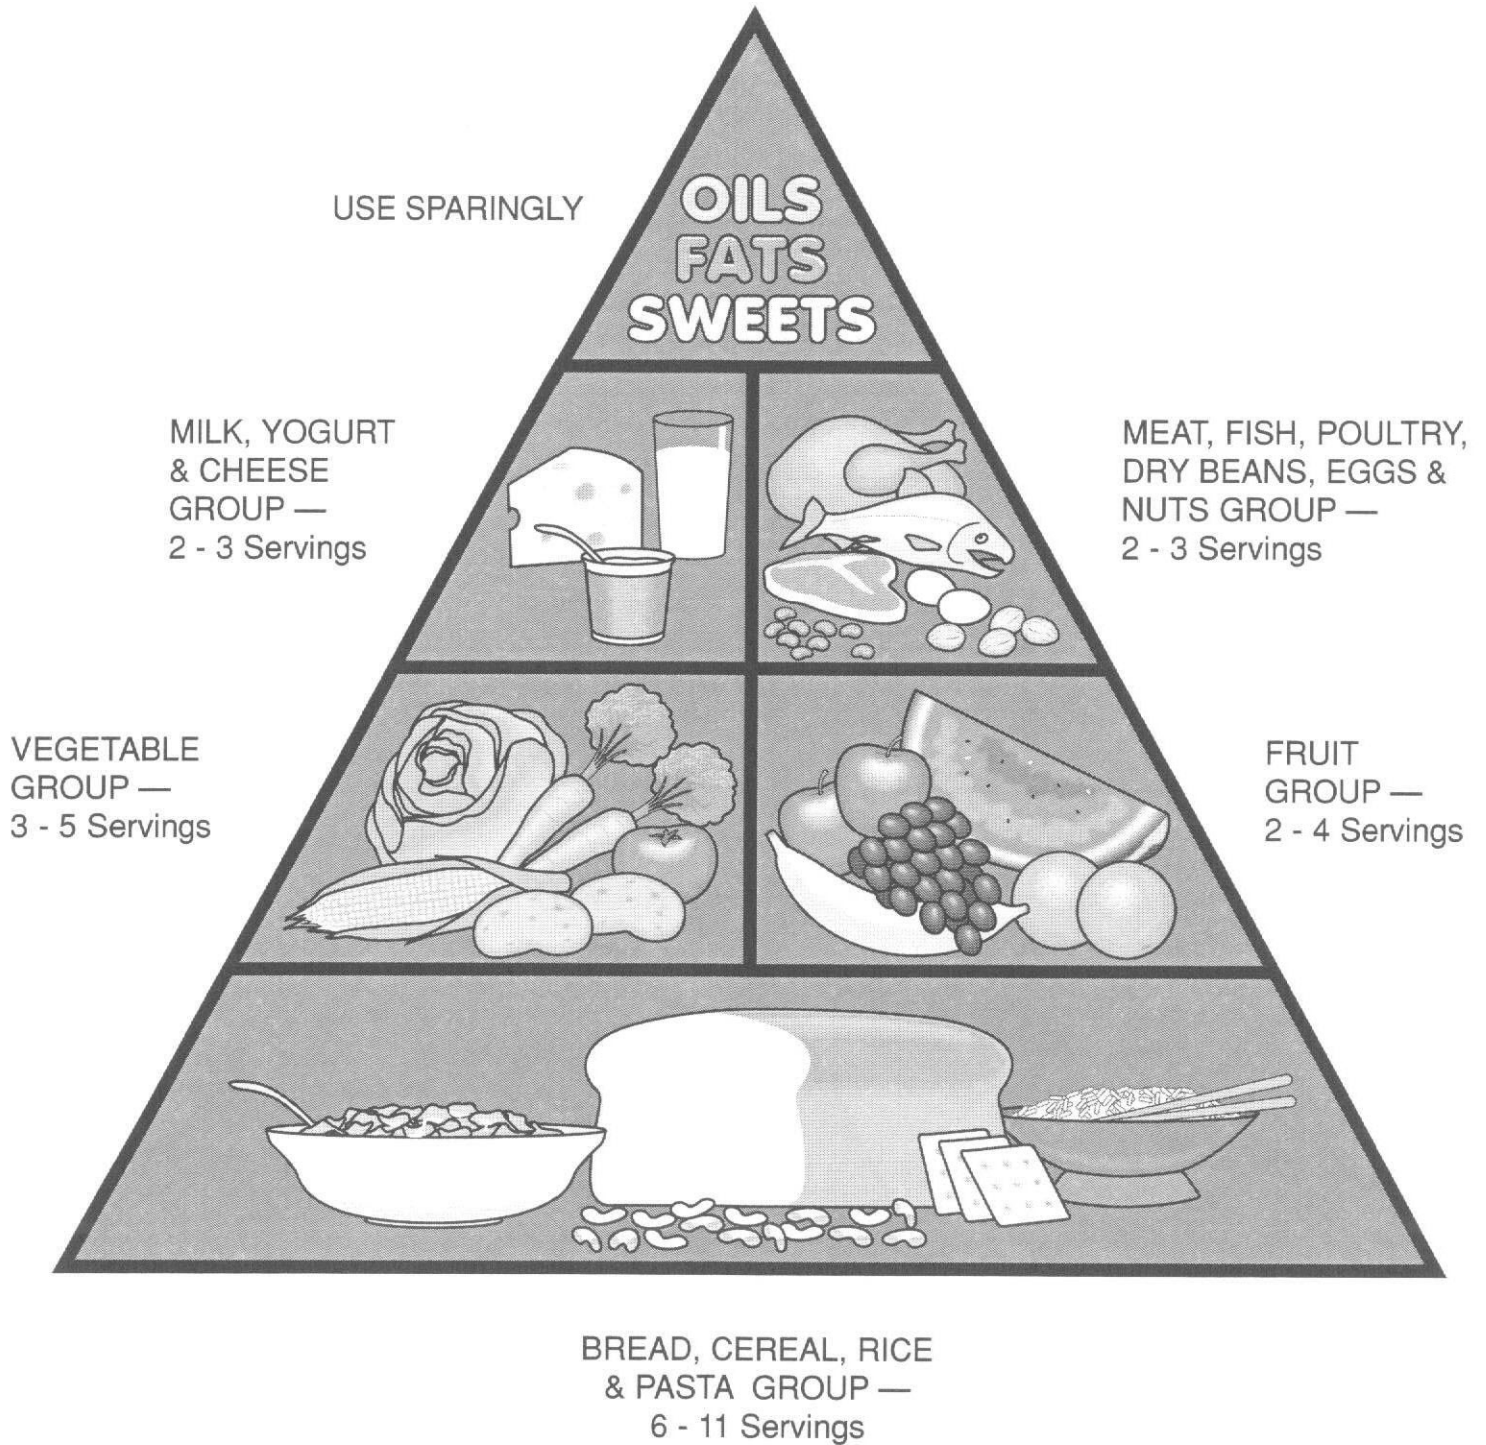 USE SPARINGLY
OILS
FATS
SWEETS
MILK, YOGURT
& CHEESE
GROUP —
2 - 3 Servings
MEAT, FISH, POULTRY,
DRY BEANS, EGGS &
NUTS GROUP —
2 - 3 Servings
VEGETABLE
GROUP —
3 - 5 Servings
FRUIT
GROUP —
2 - 4 Servings
BREAD, CEREAL, RICE
& PASTA GROUP —
6 - 11 Servings